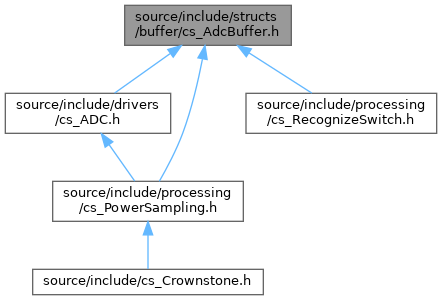 source/include/structs
/buffer/cs_AdcBuffer.h
source/include/drivers
/cs_ADC.h
source/include/processing
/cs_RecognizeSwitch.h
source/include/processing
/cs_PowerSampling.h
source/include/cs_Crownstone.h